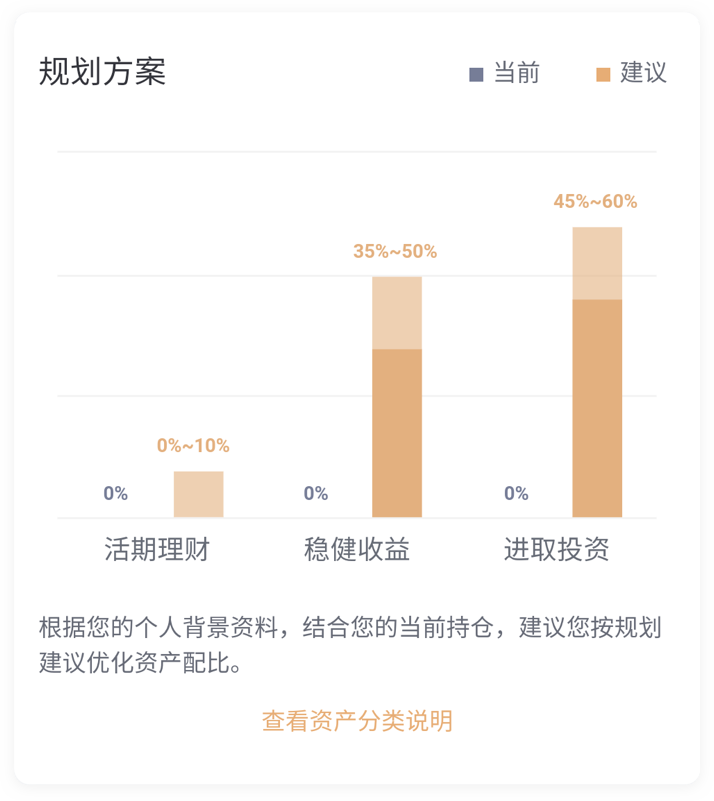 规划方案
当前
建议
45%~60%
35%~50%
0%~10%
0%
0%
0%
活期理财
稳健收益
进取投资
根据您的个人背景资料，结合您的当前持仓，建议您按规划
建议优化资产配比。
查看资产分类说明